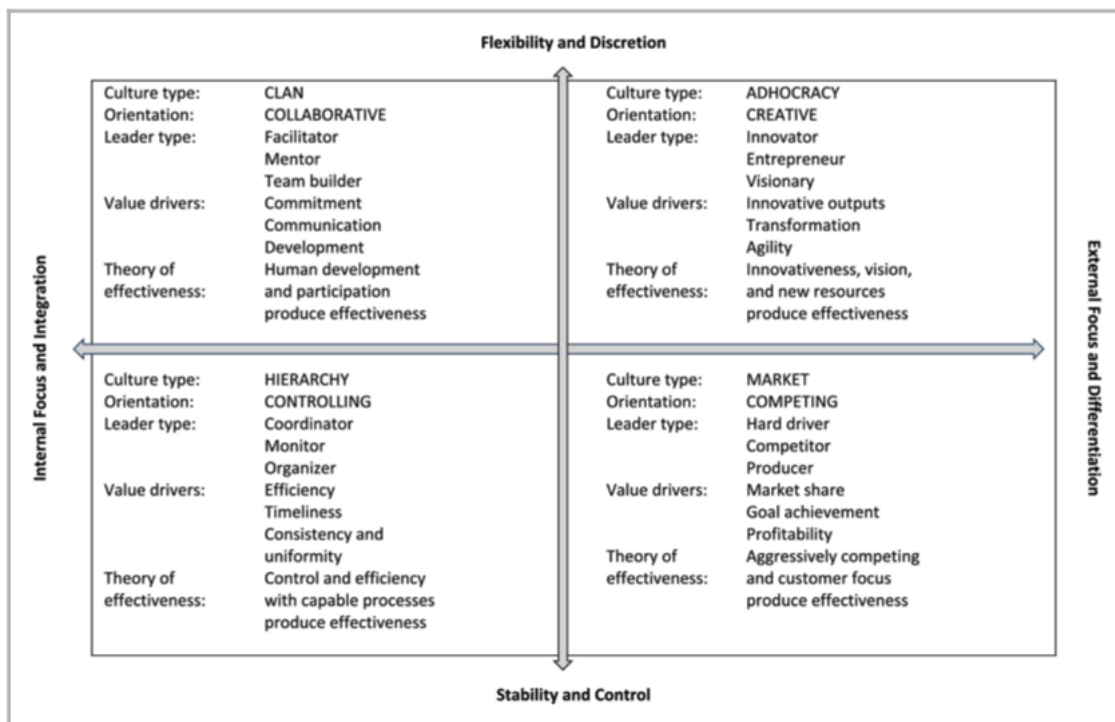 Flexibility and Discretion
Internal Focus and Integration
Culture type: CLAN
Orientation: COLLABORATIVE
Leader type: Facilitator
Mentor
Team builder
Value drivers: Commitment
Communication
Development
Theory of Human development
effectiveness: and participation
produce effectiveness
Culture type: ADHOCRACY
Orientation: CREATIVE
Leader type: Innovator
Entrepreneur
Visionary
Value drivers: Innovative outputs
Transformation
Agility
Theory of Innovativeness, vision,
effectiveness: and new resources
produce effectiveness
Culture type: HIERARCHY
Orientation: CONTROLLING
Leader type: Coordinator
Monitor
Organizer
Value drivers: Efficiency
Timeliness
Consistency and
uniformity
Theory of Control and efficiency
effectiveness: with capable processes
produce effectiveness
Culture type: MARKET
Orientation: COMPETING
Leader type: Hard driver
Competitor
Producer
Value drivers: Market share
Goal achievement
Profitability
Theory of Aggressively competing
effectiveness: and customer focus
produce effectiveness
External Focus and Differentiation
Stability and Control